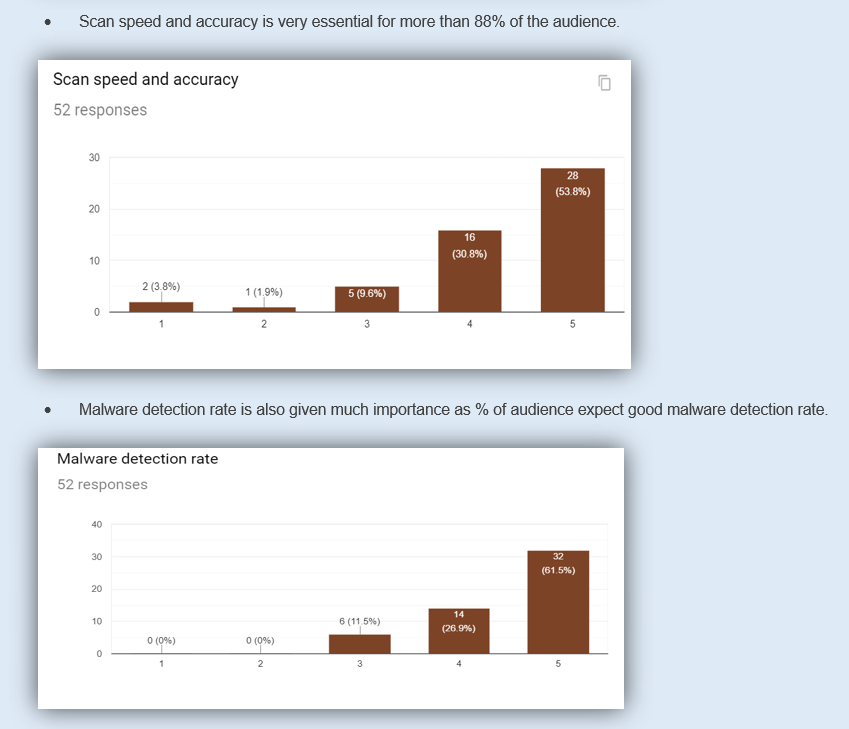 • Scan speed and accuracy is very essential for more than 88% of the audience.
Scan speed and accuracy
52 responses
30
20
10
0
2 (3.8%)
1 (1.9%)
5 (9.6%)
16
(30.8%)
28
(53.8%)
1 2 3 4 5
• Malware detection rate is also given much importance as % of audience expect good malware detection rate.
Malware detection rate
52 responses
40
30
20
10
0
0 (0%)
0 (0%)
6 (11.5%)
14
(26.9%)
32
(61.5%)
1 2 3 4 5